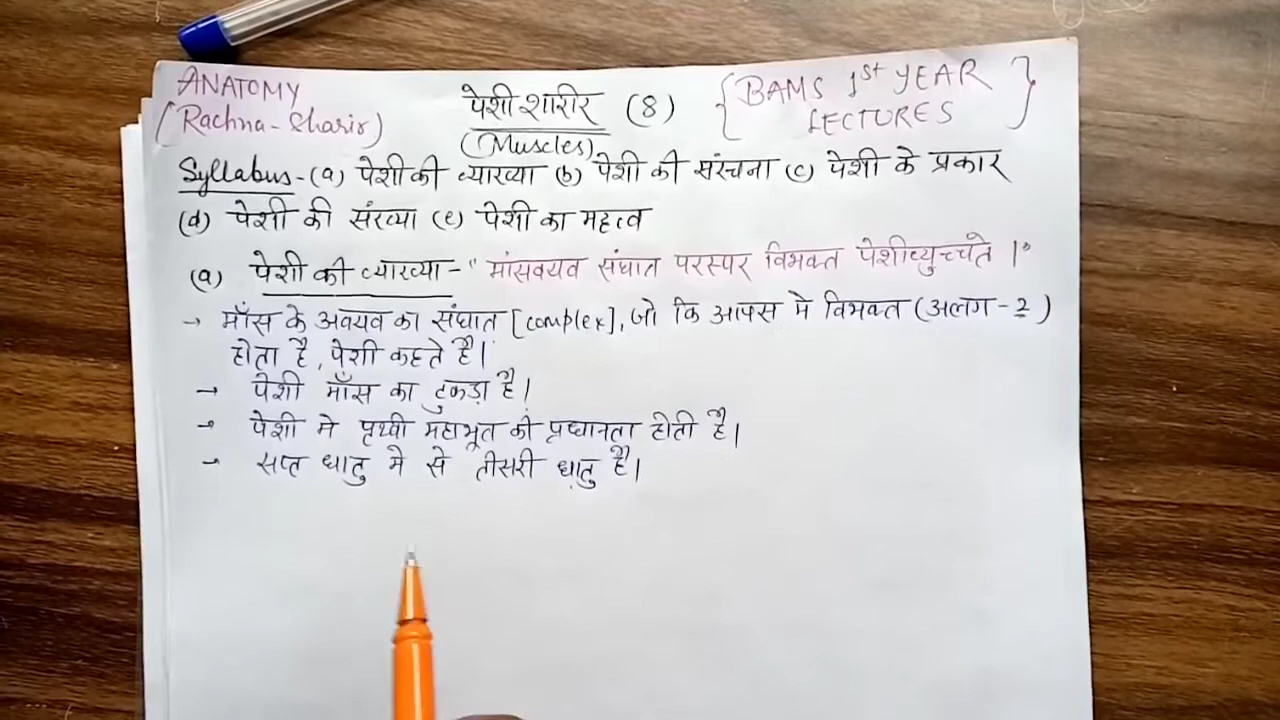 ANATOMY
(Rachna-Sharir)
पेशी शारीर (8)
(Muscles)
{BAMS 1st YEAR
LECTURES}
Syllabus-(a) पेशी की व्याख्या (b) पेशी की संरचना (c) पेशी के प्रकार
(d) पेशी की संख्या (e) पेशी का महत्व
(a) पेशी की व्याख्या - "मांसवयव संघात परस्पर विभक्त पेशीव्युच्चते ।"
→ माँस के अवयव का संघात [complex], जो कि आपस मे विभक्त (अलग-२)
होता है, पेशी कहते है।
→ पेशी माँस का टुकड़ा है।
→ पेशी मे पृथ्वी महाभूत की प्रधानता होती है।
→ सप्त धातु मे से तीसरी धातु है।